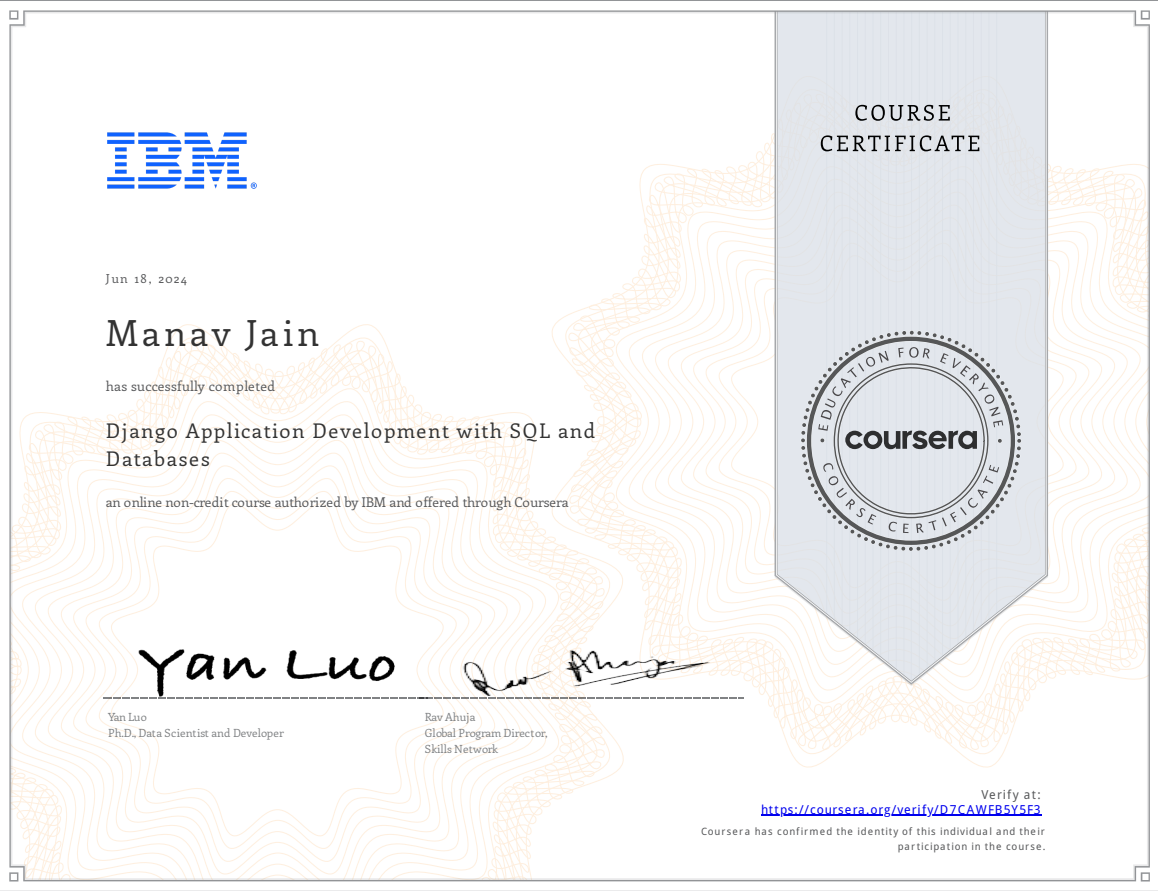 IBM®
COURSE
CERTIFICATE
Jun 18, 2024
Manav Jain
has successfully completed
Django Application Development with SQL and
Databases
an online non-credit course authorized by IBM and offered through Coursera
EDUCATION FOR EVERYONE
coursera
COURSE CERTIFICATE
Yan Luo
Rav Ahuja
Yan Luo
Ph.D., Data Scientist and Developer
Rav Ahuja
Global Program Director,
Skills Network
Verify at:
https://coursera.org/verify/D7CAWFB5Y5F3
Coursera has confirmed the identity of this individual and their
participation in the course.